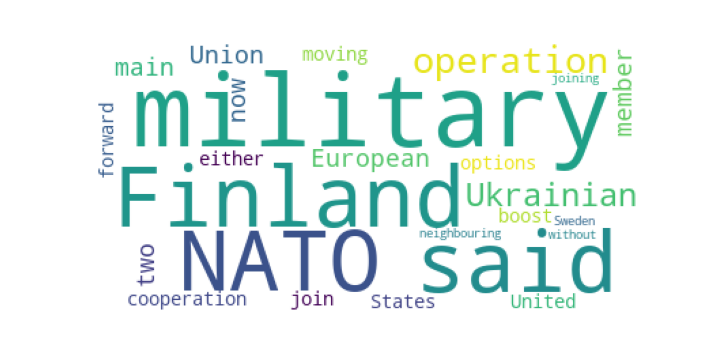 Union
moving
operation
main
joining
military
now
member
forward
either
European
options
Finland
Ukrainian
boost
Sweden
NATO
neighbouring
without
said
two
cooperation
join
States
United